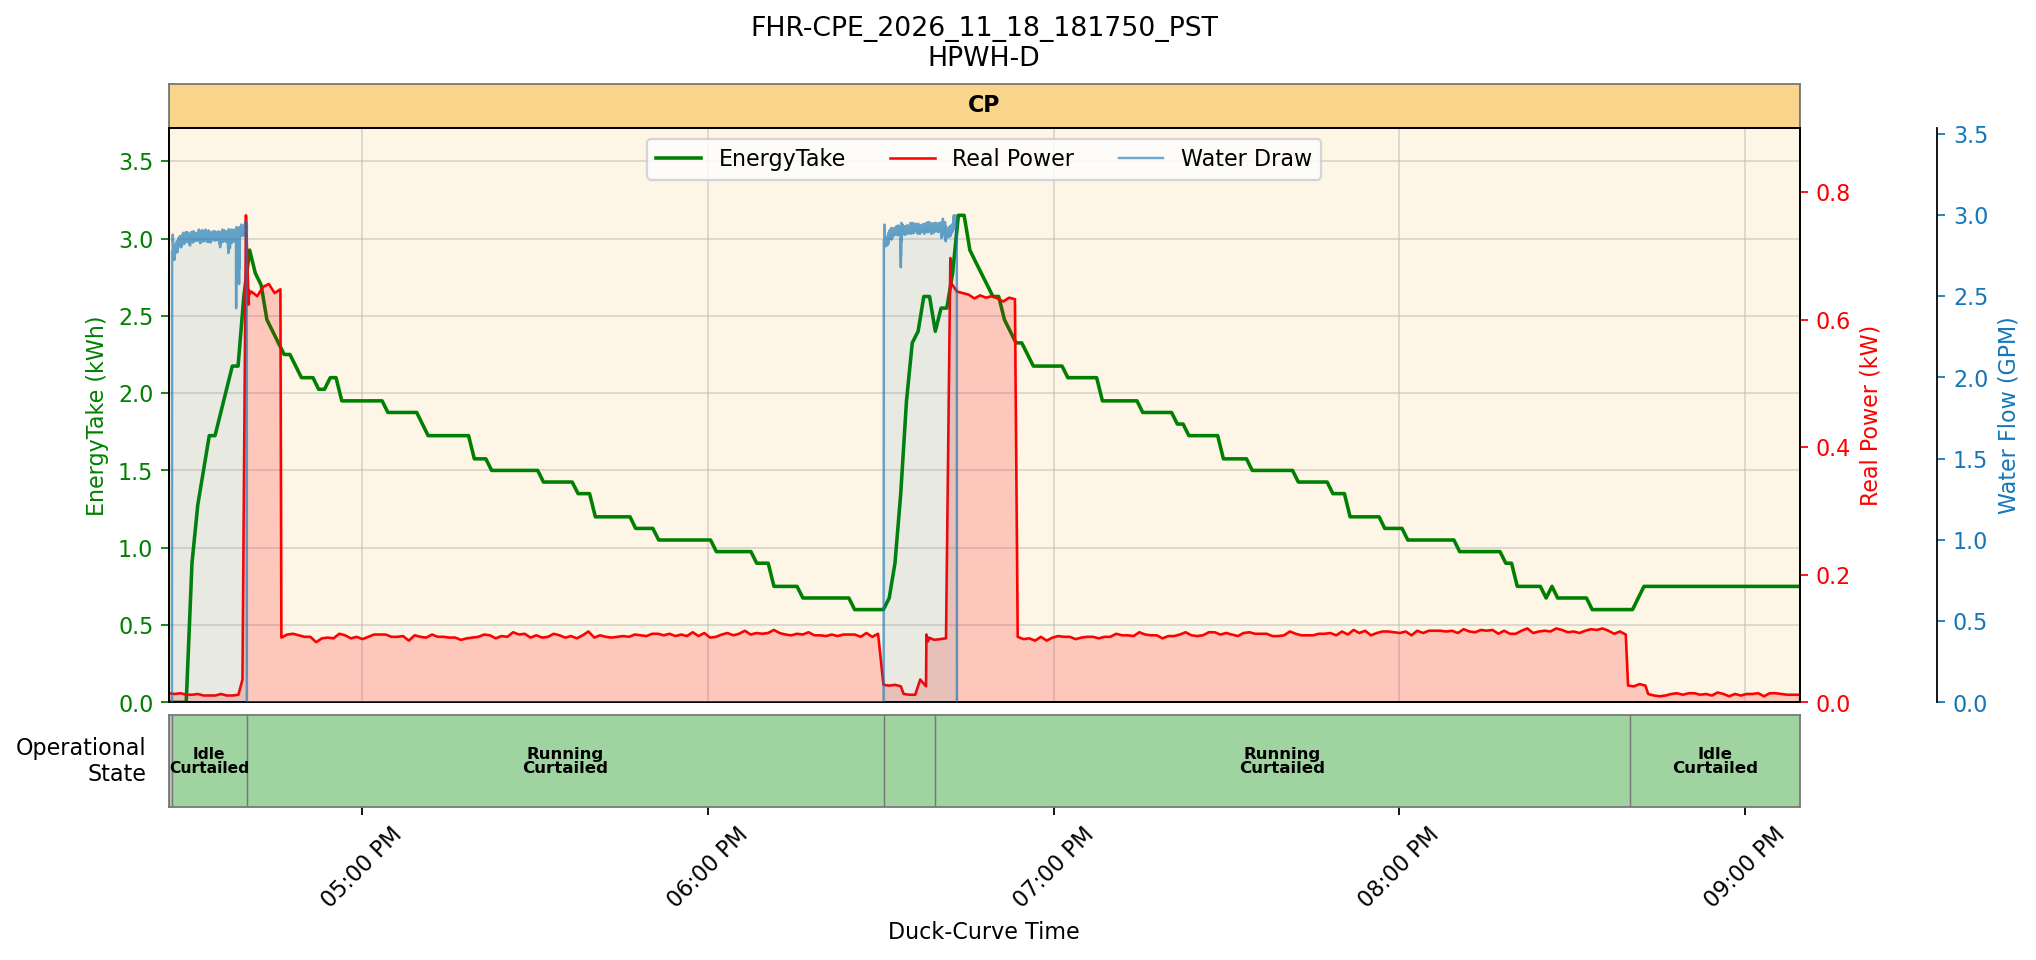 FHR-CPE_2026_11_18_181750_PST
HPWH-D
CP
EnergyTake
Real Power
Water Draw
3.5
3.0
2.5
2.0
1.5
1.0
0.5
0.0
EnergyTake (kWh)
0.8
0.6
0.4
0.2
0.0
Real Power (kW)
3.5
3.0
2.5
2.0
1.5
1.0
0.5
0.0
Water Flow (GPM)
Operational
State
Idle
Curtailed
Running
Curtailed
Running
Curtailed
Idle
Curtailed
05:00 PM
06:00 PM
07:00 PM
08:00 PM
09:00 PM
Duck-Curve Time